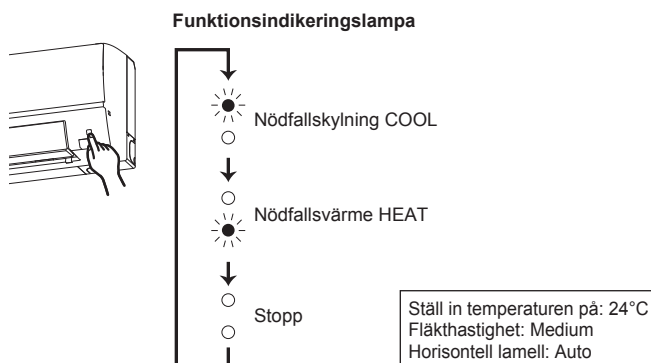 Funktionsindikeringslampa
Nödfallskylning COOL
Nödfallsvärme HEAT
Stopp
Ställ in temperaturen på: 24°C
Fläkthastighet: Medium
Horisontell lamell: Auto